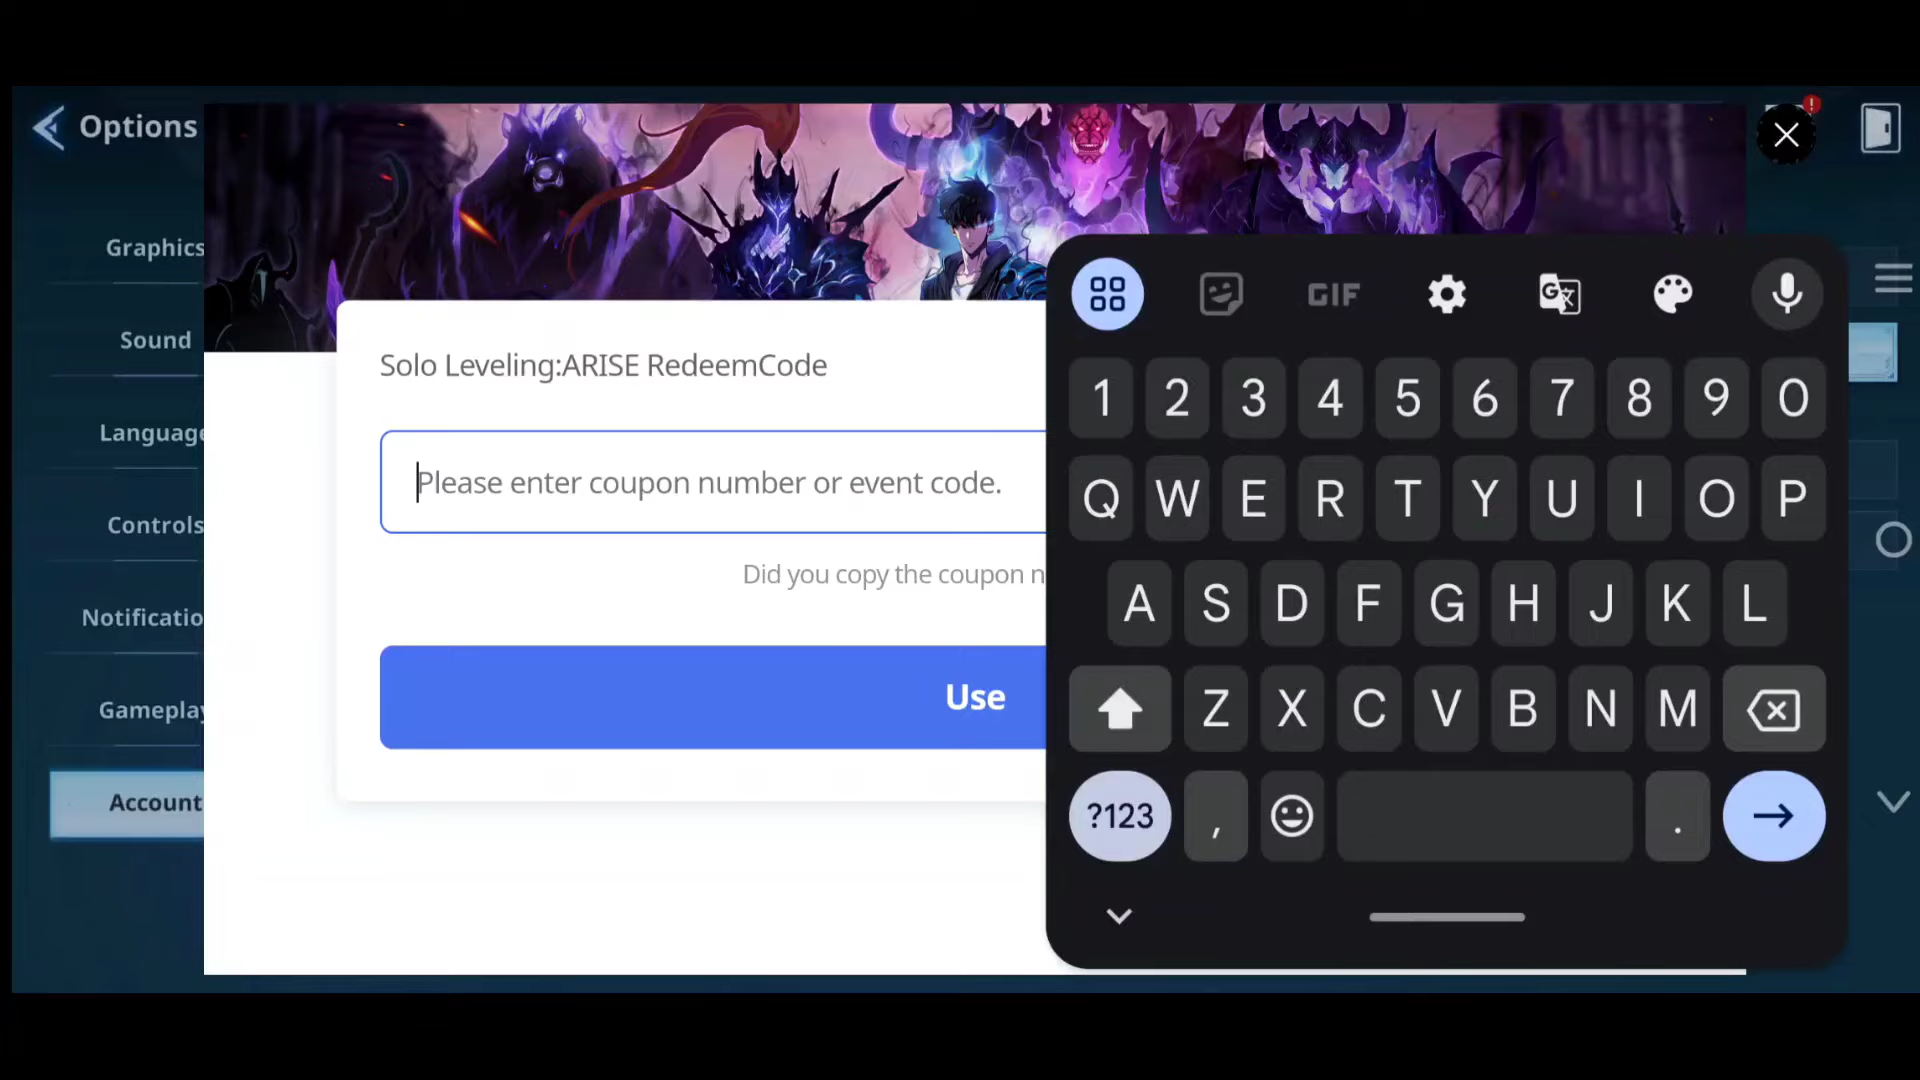 Options
Graphics
Sound
Language
Controls
Notificatio
Gameplay
Account
Solo Leveling:ARISE RedeemCode
Please enter coupon number or event code.
Did you copy the coupon n
Use
!
GIF
G
1 2 3 4 5 6 7 8 9 0
Q W E R T Y U I O P
A S D F G H J K L
Z X C V B N M
?123 , .